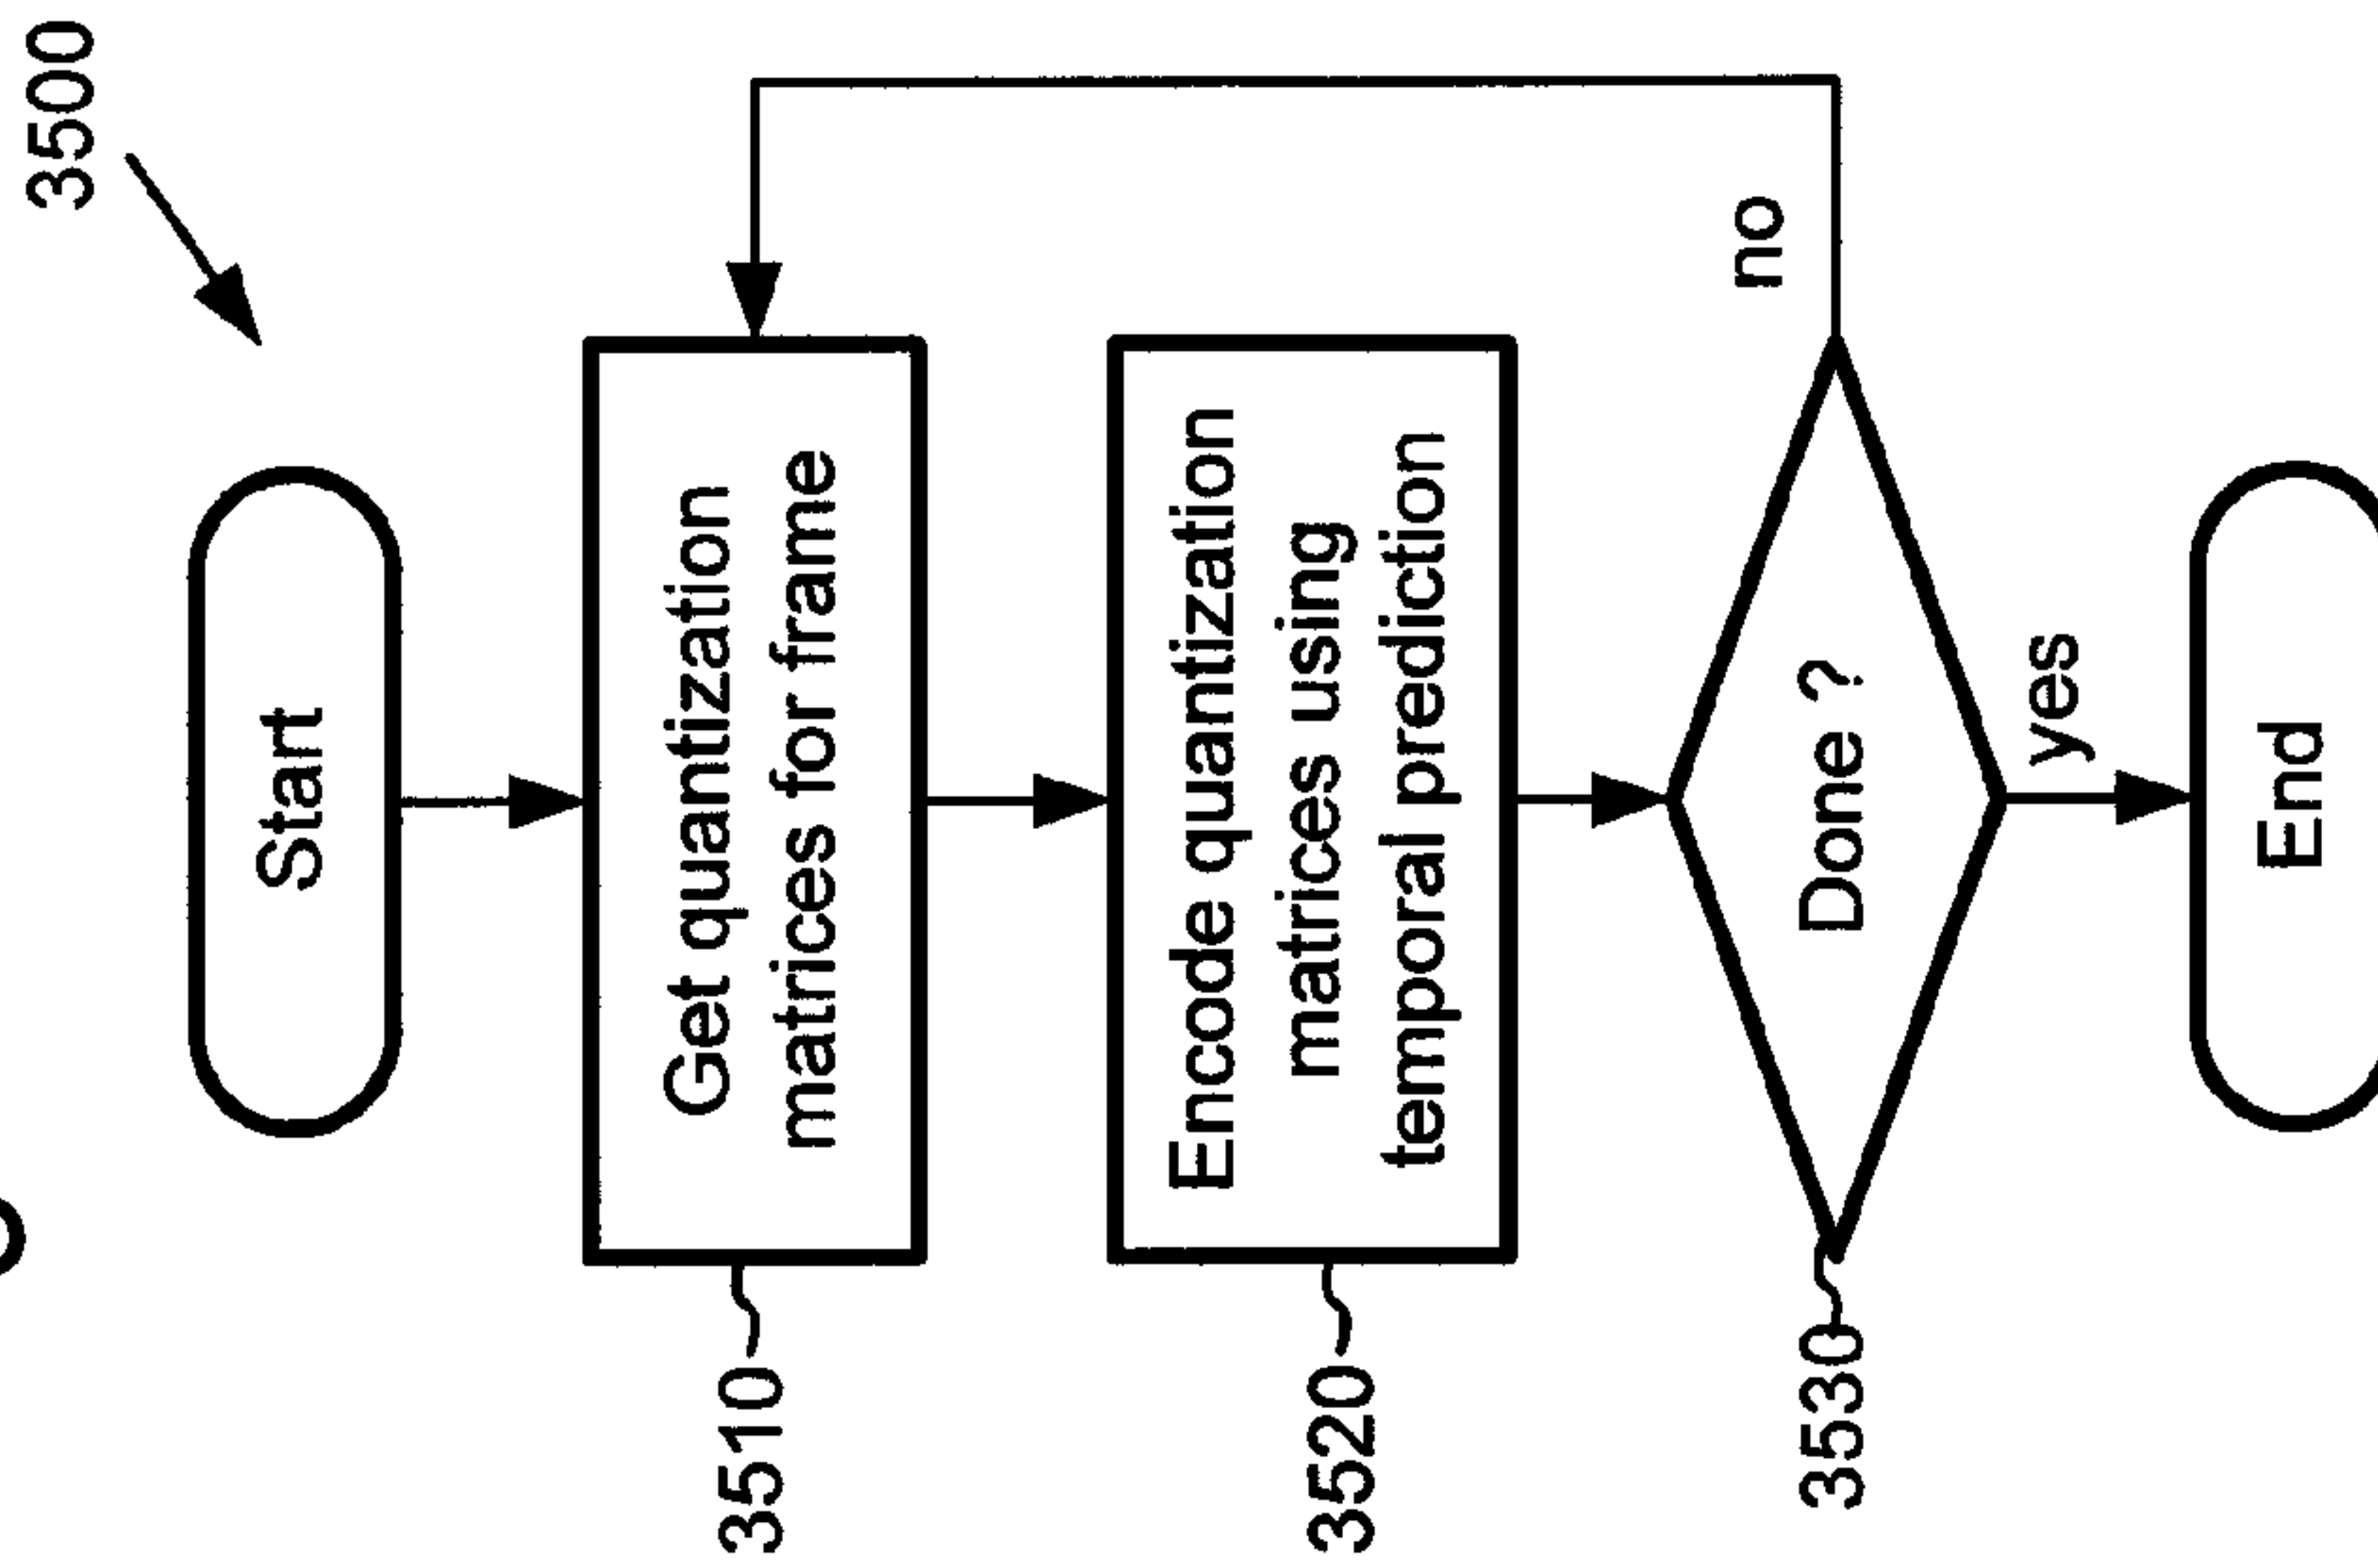 3500
Start
Get quantization
matrices for frame
3510
Encode quantization
matrices using
temporal prediction
3520
Done ?
3530
no
yes
End